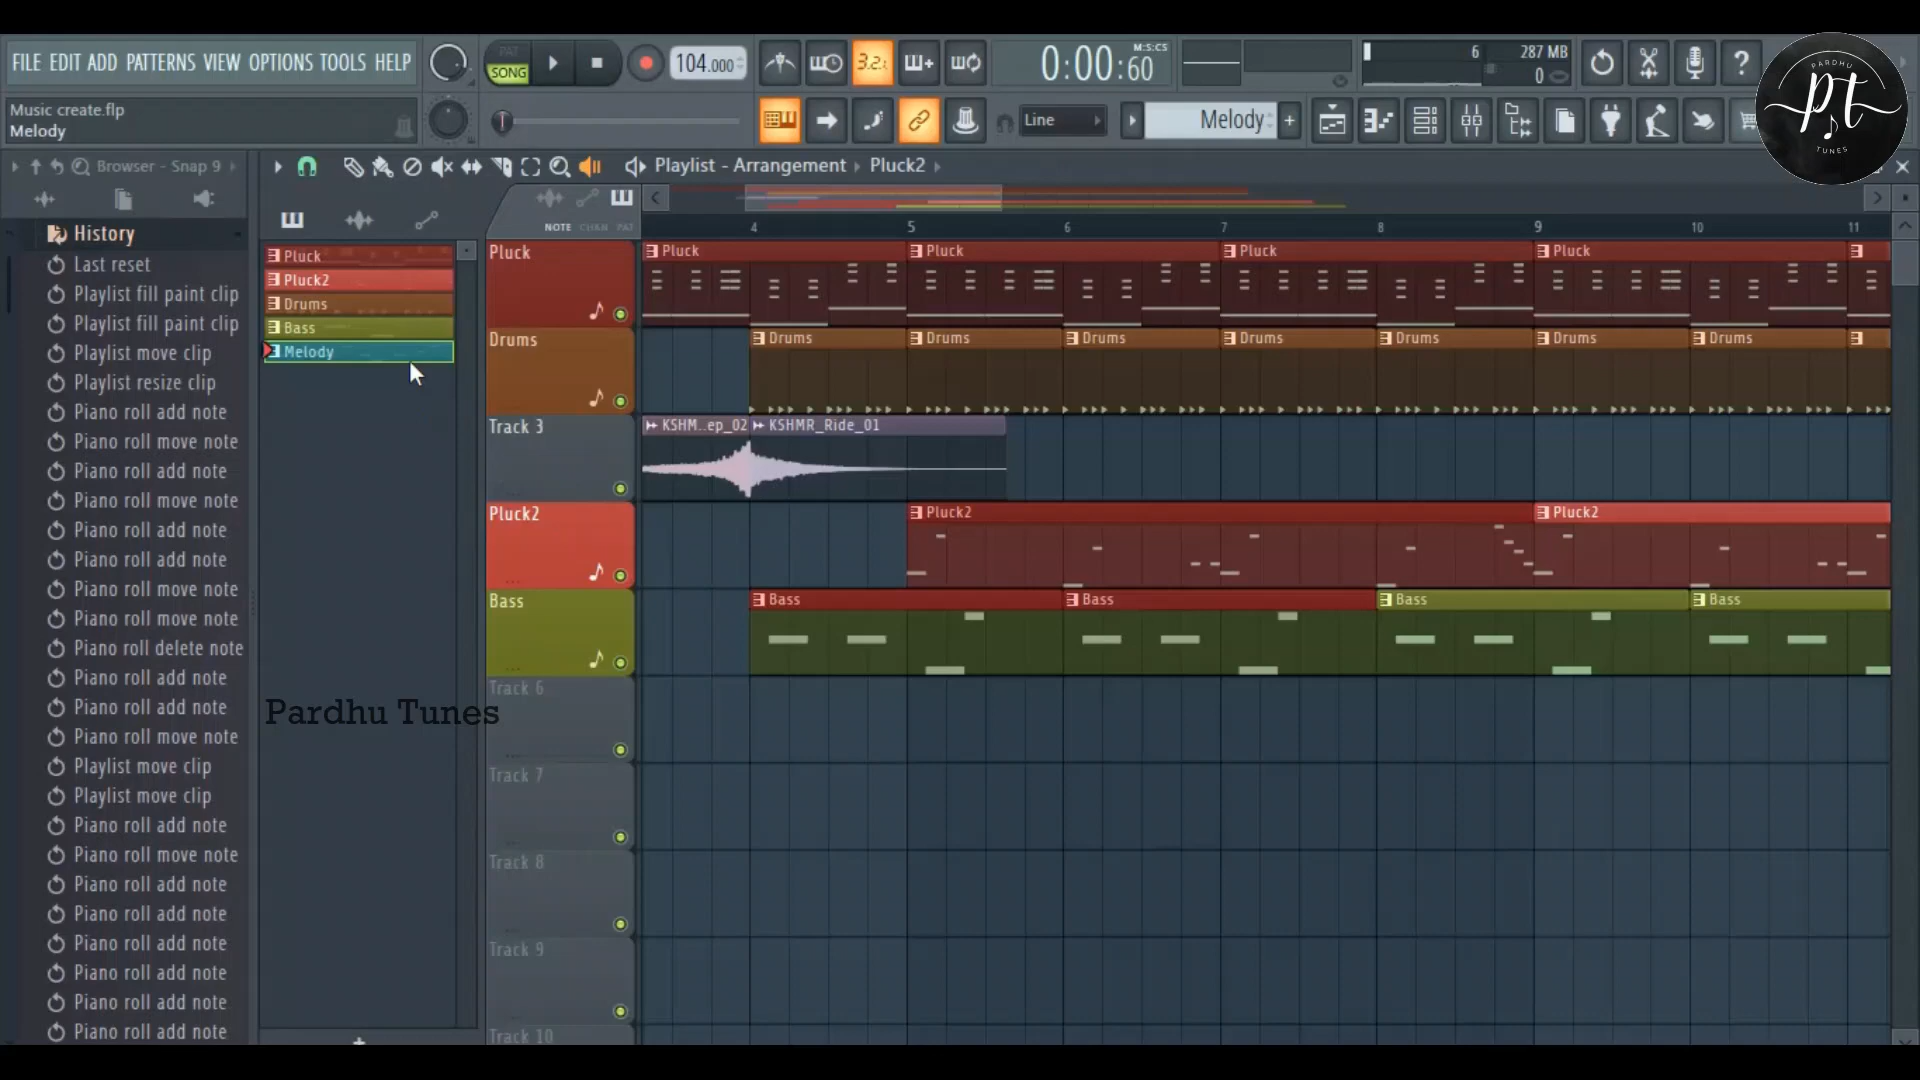 FILE EDIT ADD PATTERNS VIEW OPTIONS TOOLS HELP
PAT
SONG
104.000
3.2
0:00:60
M:S:CS
6
287 MB
0
Music create.flp
Melody
Line
Melody
PARDHU
PT
TUNES
Browser - Snap 9
Playlist - Arrangement
Pluck2
NOTE CHAN PAT
4 5 6 7 8 9 10 11
History
Last reset
Playlist fill paint clip
Playlist fill paint clip
Playlist move clip
Playlist resize clip
Piano roll add note
Piano roll move note
Piano roll add note
Piano roll move note
Piano roll add note
Piano roll add note
Piano roll move note
Piano roll move note
Piano roll delete note
Piano roll add note
Piano roll add note
Piano roll move note
Playlist move clip
Playlist move clip
Piano roll add note
Piano roll move note
Piano roll add note
Piano roll add note
Piano roll add note
Piano roll add note
Piano roll add note
Piano roll add note
Pluck
Pluck2
Drums
Bass
Melody
Pardhu Tunes
Pluck
Pluck Pluck Pluck Pluck
Drums
Drums Drums Drums Drums Drums Drums Drums
Track 3
KSHM..ep_02 KSHMR_Ride_01
Pluck2
Pluck2 Pluck2
Bass
Bass Bass Bass Bass
Track 6
Track 7
Track 8
Track 9
Track 10